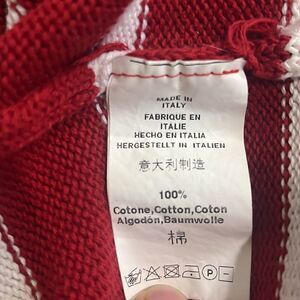 MADE IN
ITALY
FABRIQUE EN
ITALIE
HECHO EN ITALIA
HERGESTELLT IN ITALIEN
意大利制造
100%
Cotone,Cotton,Coton
Algodón,Baumwolle
棉
P